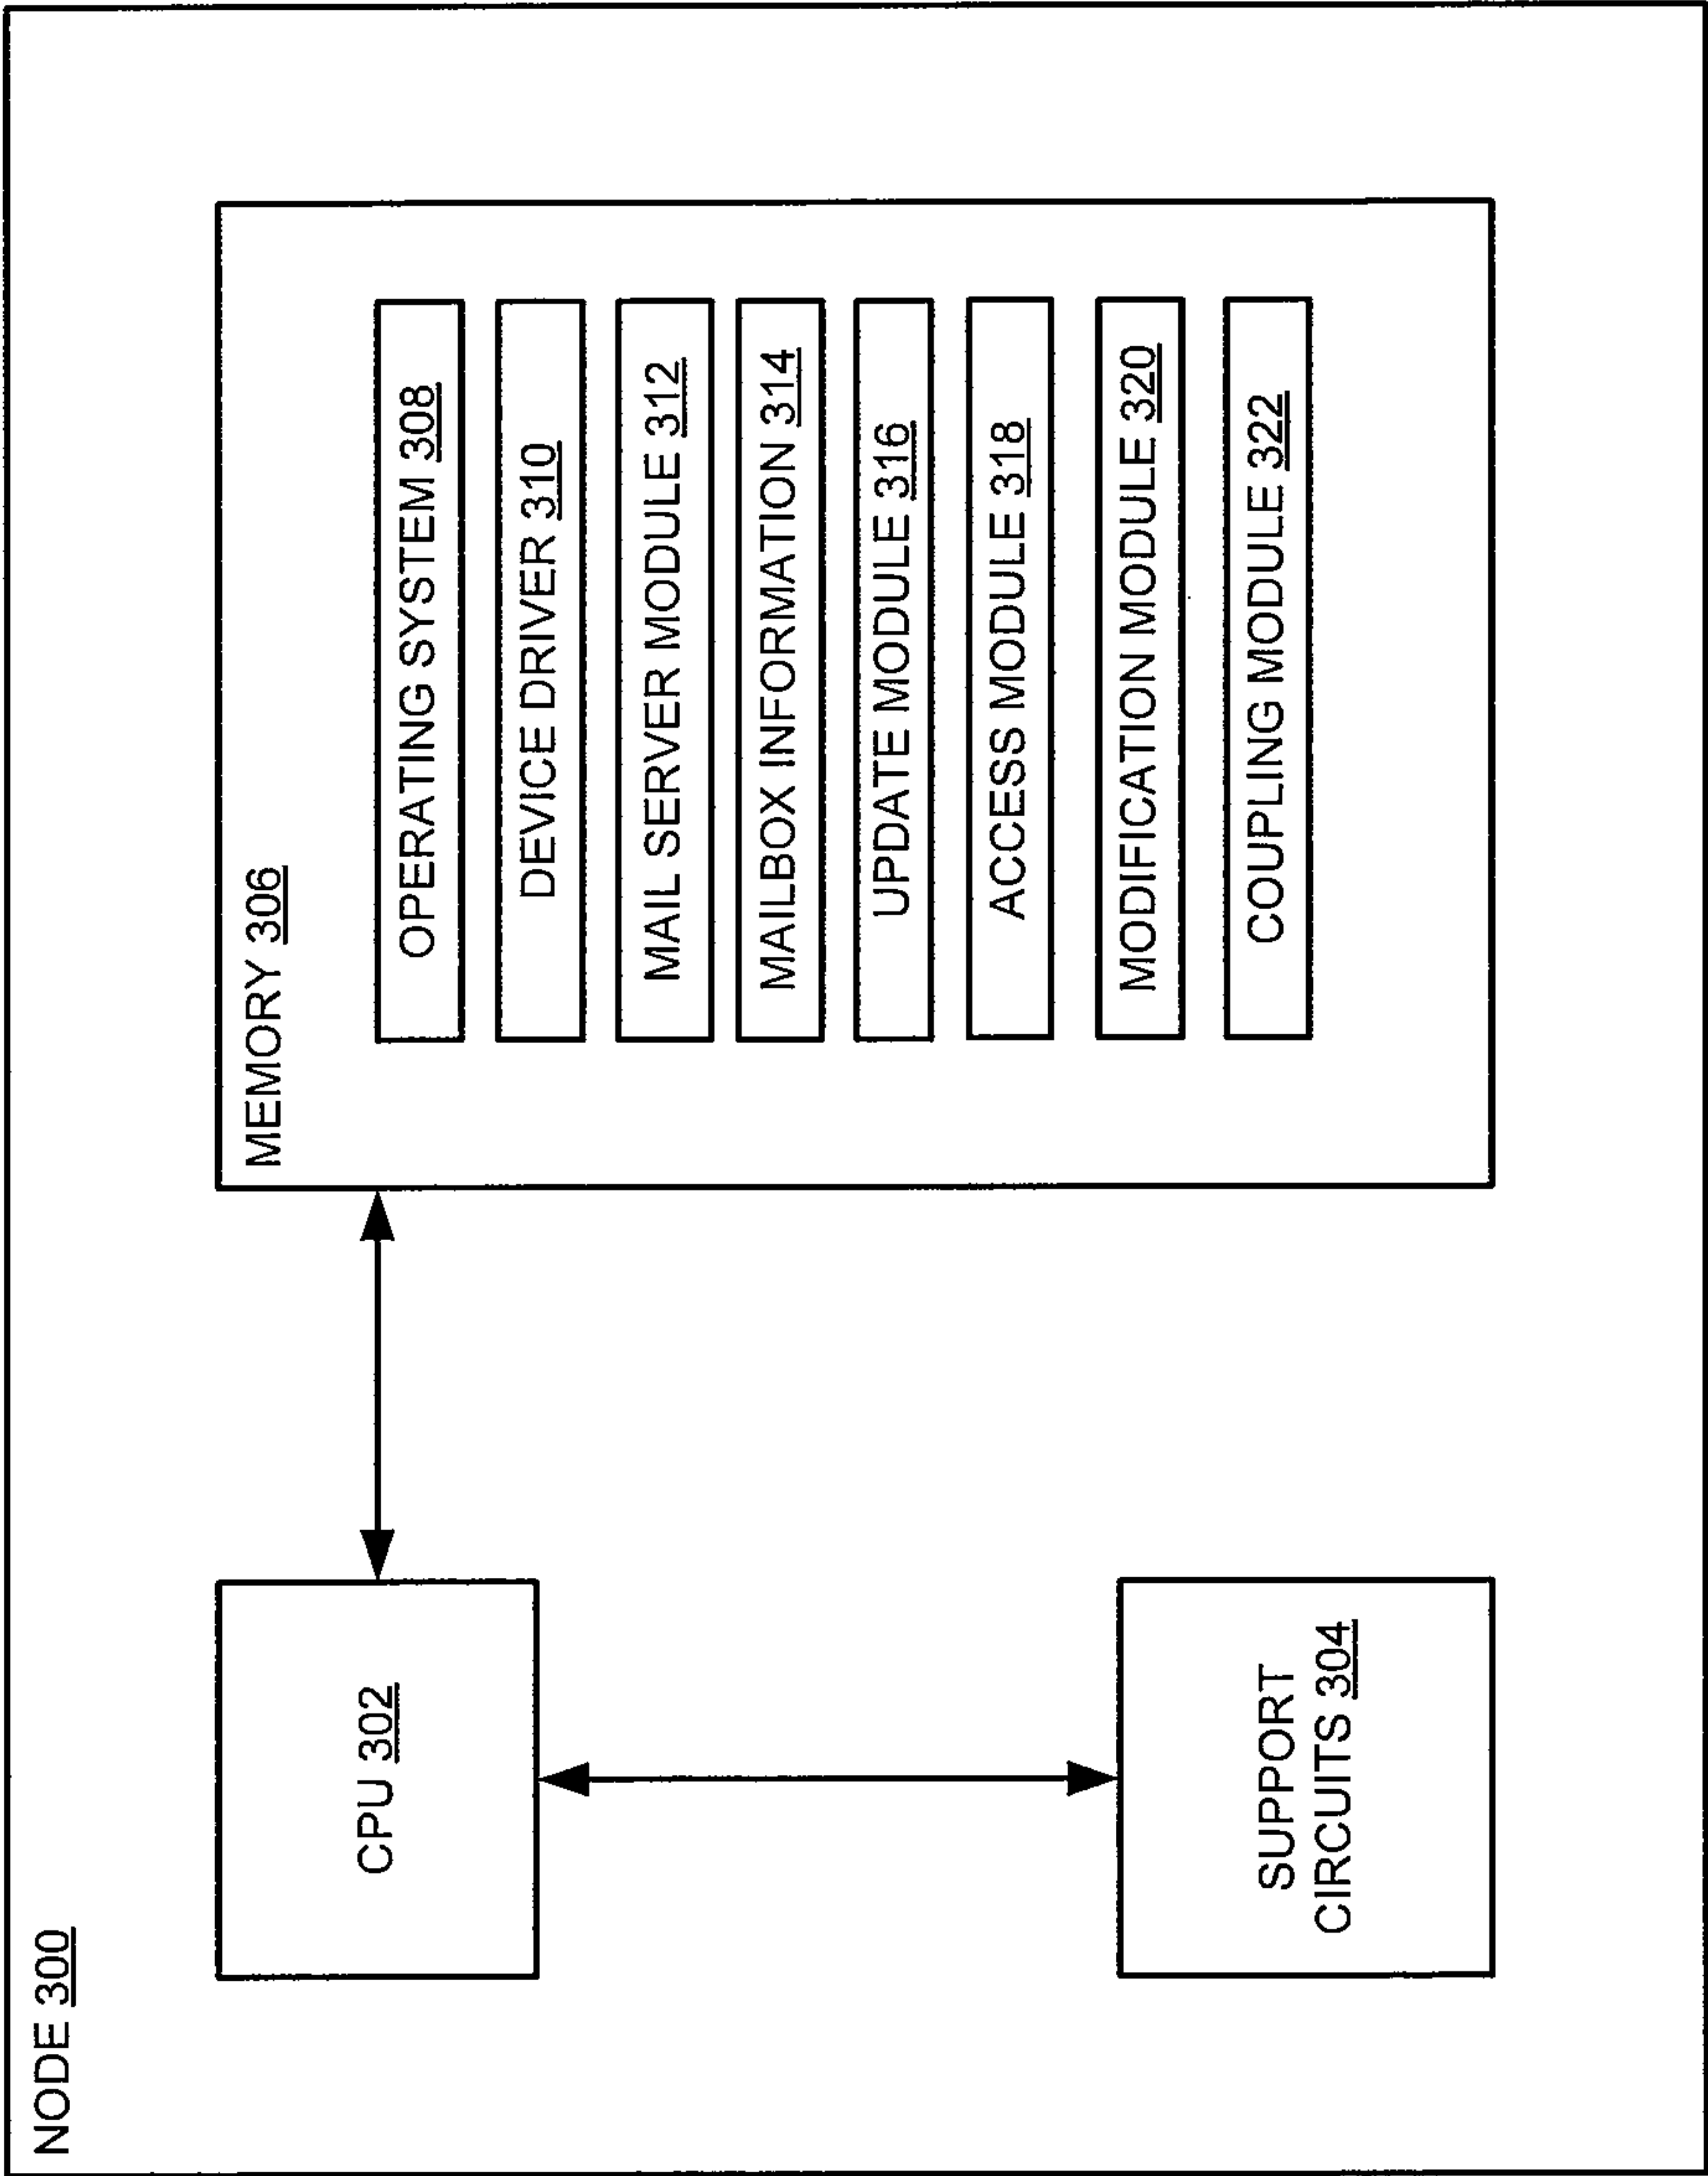 NODE 300
CPU 302
SUPPORT
CIRCUITS 304
MEMORY 306
OPERATING SYSTEM 308
DEVICE DRIVER 310
MAIL SERVER MODULE 312
MAILBOX INFORMATION 314
UPDATE MODULE 316
ACCESS MODULE 318
MODIFICATION MODULE 320
COUPLING MODULE 322